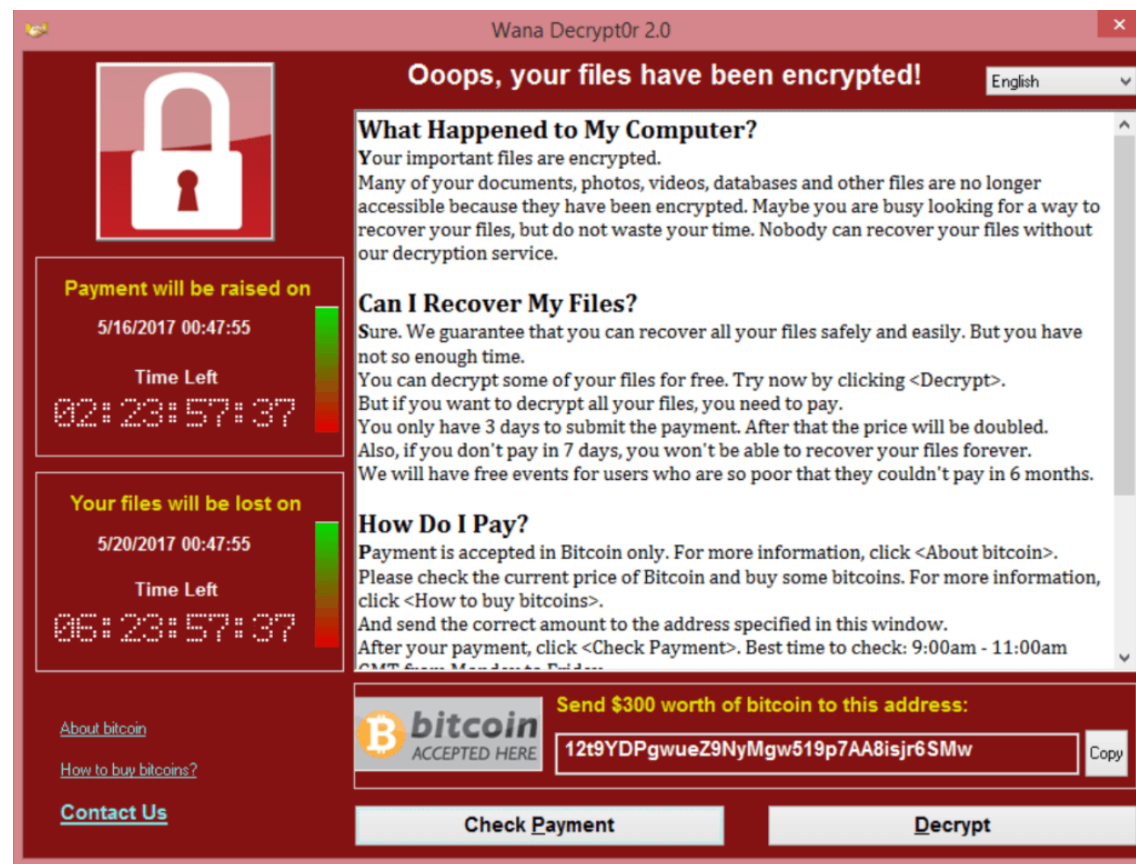 Wana Decrypt0r 2.0
Ooops, your files have been encrypted!
English
What Happened to My Computer?
Your important files are encrypted.
Many of your documents, photos, videos, databases and other files are no longer
accessible because they have been encrypted. Maybe you are busy looking for a way to
recover your files, but do not waste your time. Nobody can recover your files without
our decryption service.
Can I Recover My Files?
Sure. We guarantee that you can recover all your files safely and easily. But you have
not so enough time.
You can decrypt some of your files for free. Try now by clicking <Decrypt>.
But if you want to decrypt all your files, you need to pay.
You only have 3 days to submit the payment. After that the price will be doubled.
Also, if you don't pay in 7 days, you won't be able to recover your files forever.
We will have free events for users who are so poor that they couldn't pay in 6 months.
How Do I Pay?
Payment is accepted in Bitcoin only. For more information, click <About bitcoin>.
Please check the current price of Bitcoin and buy some bitcoins. For more information,
click <How to buy bitcoins>.
And send the correct amount to the address specified in this window.
After your payment, click <Check Payment>. Best time to check: 9:00am - 11:00am
GMT from Monday to Friday
Payment will be raised on
5/16/2017 00:47:55
Time Left
02:23:57:37
Your files will be lost on
5/20/2017 00:47:55
Time Left
06:23:57:37
About bitcoin
How to buy bitcoins?
Contact Us
bitcoin
ACCEPTED HERE
Send $300 worth of bitcoin to this address:
12t9YDPgwueZ9NyMgw519p7AA8isjr6SMw
Copy
Check Payment
Decrypt